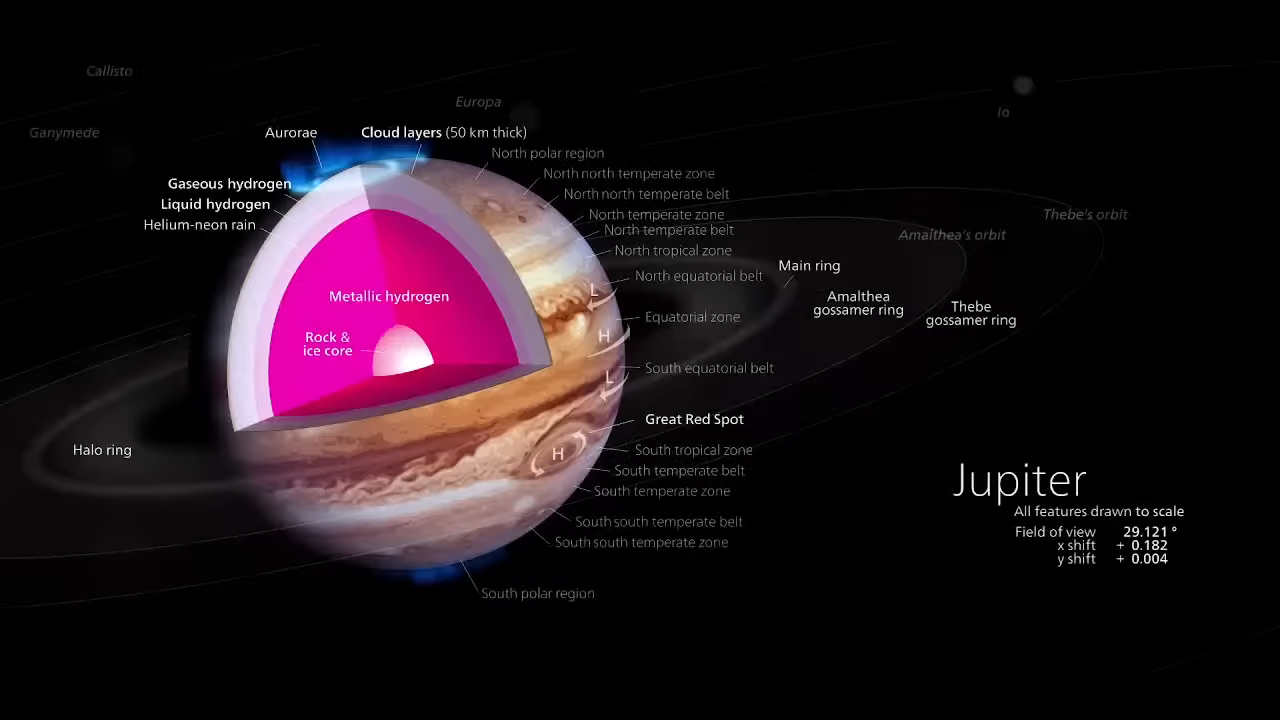 Callisto
Europa
Io
Ganymede
Aurorae
Cloud layers (50 km thick)
North polar region
North north temperate zone
Gaseous hydrogen
North north temperate belt
Liquid hydrogen
North temperate zone
Thebe's orbit
Helium-neon rain
North temperate belt
Amalthea's orbit
North tropical zone
Main ring
North equatorial belt
L
Metallic hydrogen
Amalthea
gossamer ring
Thebe
gossamer ring
Equatorial zone
H
Rock &
ice core
South equatorial belt
L
Great Red Spot
Halo ring
South tropical zone
H
South temperate belt
South temperate zone
Jupiter
All features drawn to scale
South south temperate belt
Field of view 29.121 °
South south temperate zone
x shift + 0.182
y shift + 0.004
South polar region